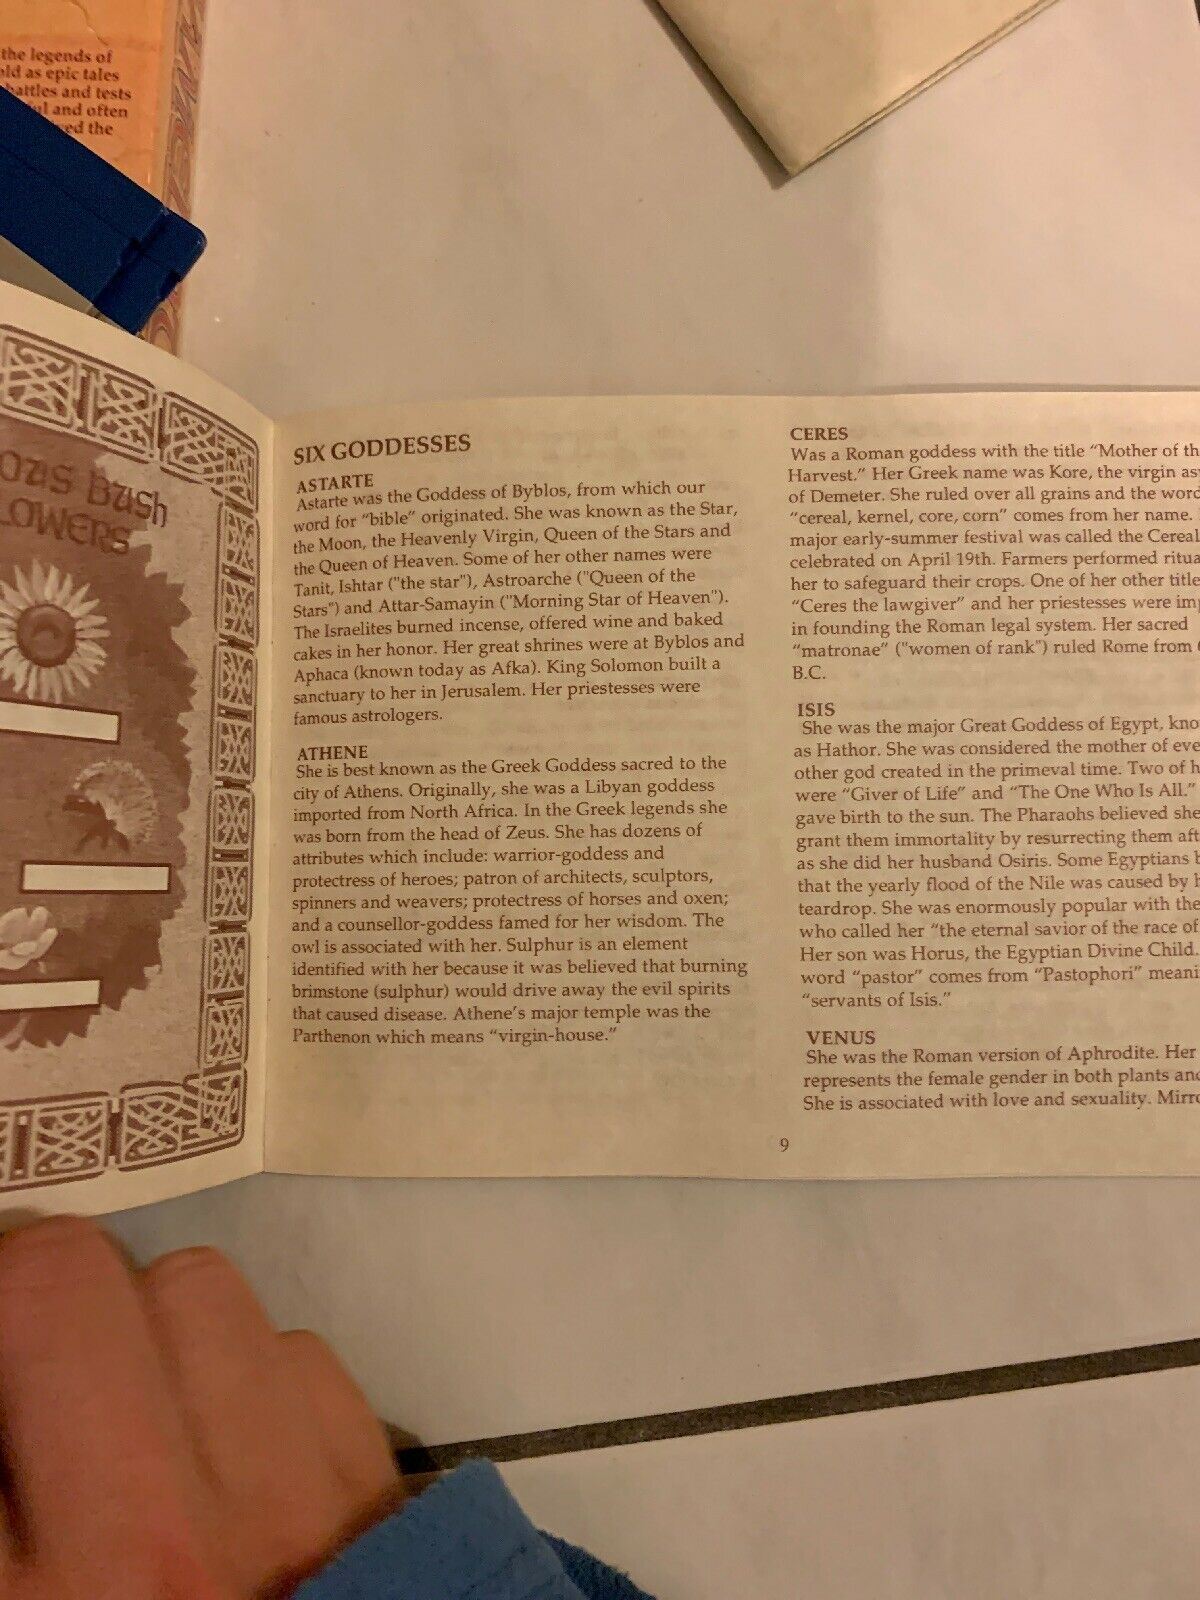 the legends of
old as epic tales
battles and tests
and often
the
BUSH
SIX GODDESSES
ASTARTE
Astarte was the Goddess of Byblos, from which our
word for "bible" originated. She was known as the Star,
the Moon, the Heavenly Virgin, Queen of the Stars and
the Queen of Heaven. Some of her other names were
Tanit, Ishtar ("the star"), Astroarche ("Queen of the
Stars") and Attar-Samayin ("Morning Star of Heaven").
The Israelites burned incense, offered wine and baked
cakes in her honor. Her great shrines were at Byblos and
Aphaca (known today as Afka). King Solomon built a
sanctuary to her in Jerusalem. Her priestesses were
famous astrologers.
ATHENE
She is best known as the Greek Goddess sacred to the
city of Athens. Originally, she was a Libyan goddess
imported from North Africa. In the Greek legends she
was born from the head of Zeus. She has dozens of
attributes which include: warrior-goddess and
protectress of heroes; patron of architects, sculptors,
spinners and weavers; protectress of horses and oxen;
and a counsellor-goddess famed for her wisdom. The
owl is associated with her. Sulphur is an element
identified with her because it was believed that burning
brimstone (sulphur) would drive away the evil spirits
that caused disease. Athene's major temple was the
Parthenon which means "virgin-house."
CERES
Was a Roman goddess with the title "Mother of
Harvest." Her Greek name was Kore, the virgin
of Demeter. She ruled over all grains and the
"cereal, kernel, core, corn" comes from her name.
major early-summer festival was called the
celebrated on April 19th. Farmers performed
her to safeguard their crops. One of her other
"Ceres the lawgiver" and her priestesses were
in founding the Roman legal system. Her sacred
"matronae" ("women of rank") ruled Rome from
B.C.
ISIS
She was the major Great Goddess of Egypt,
as Hathor. She was considered the mother of
other god created in the primeval time. Two of
were "Giver of Life" and "The One Who Is All."
gave birth to the sun. The Pharaohs believed she
grant them immortality by resurrecting them
as she did her husband Osiris. Some Egyptians
that the yearly flood of the Nile was caused by
teardrop. She was enormously popular with the
who called her "the eternal savior of the race of
Her son was Horus, the Egyptian Divine Child.
word "pastor" comes from "Pastophori"
"servants of Isis."
VENUS
She was the Roman version of Aphrodite. Her
represents the female gender in both plants
She is associated with love and sexuality.
9